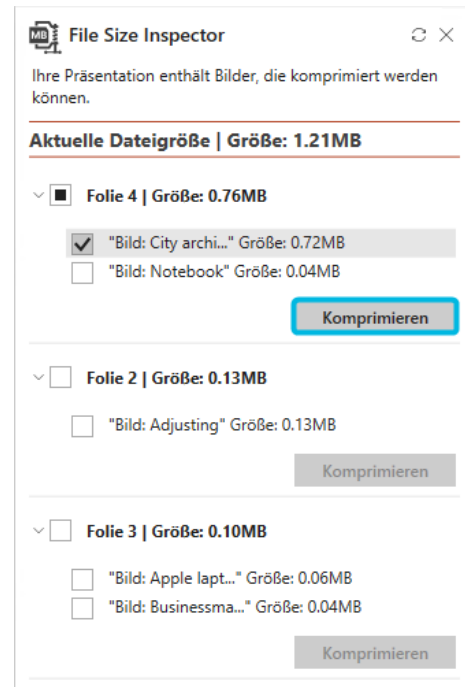 MB File Size Inspector
Ihre Präsentation enthält Bilder, die komprimiert werden
können.
Aktuelle Dateigröße | Größe: 1.21MB
Folie 4 | Größe: 0.76MB
"Bild: City archi..." Größe: 0.72MB
"Bild: Notebook" Größe: 0.04MB
Komprimieren
Folie 2 | Größe: 0.13MB
"Bild: Adjusting" Größe: 0.13MB
Komprimieren
Folie 3 | Größe: 0.10MB
"Bild: Apple lapt..." Größe: 0.06MB
"Bild: Businessma..." Größe: 0.04MB
Komprimieren